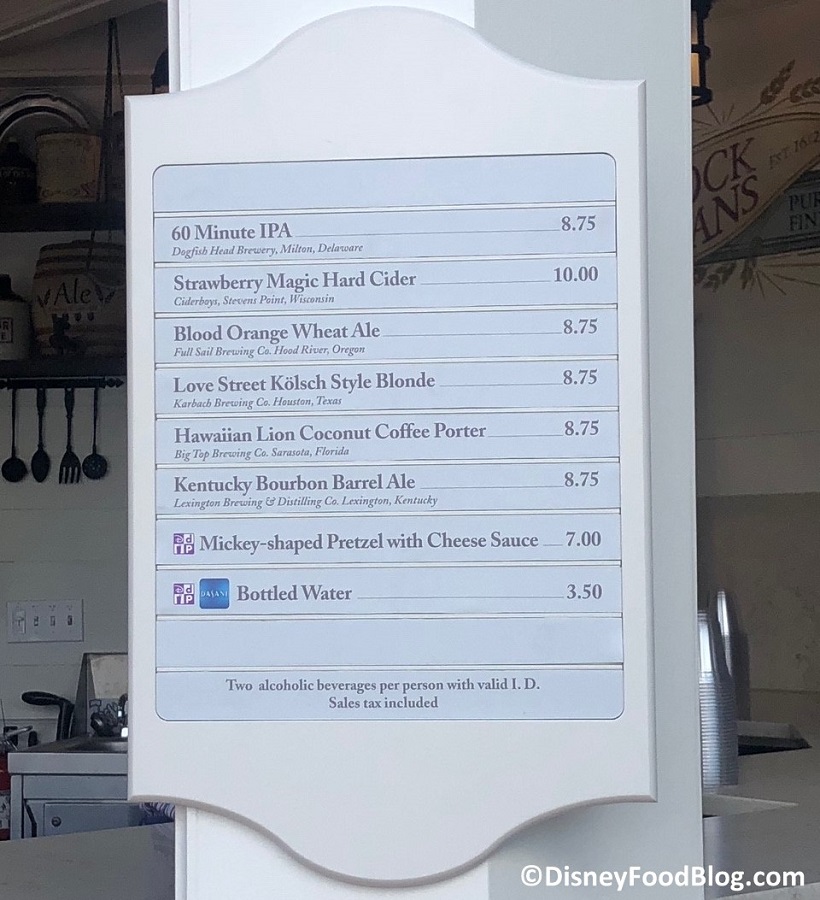 60 Minute IPA 8.75
Dogfish Head Brewery, Milton, Delaware
Strawberry Magic Hard Cider 10.00
Ciderboys, Stevens Point, Wisconsin
Blood Orange Wheat Ale 8.75
Full Sail Brewing Co. Hood River, Oregon
Love Street Kölsch Style Blonde 8.75
Karbach Brewing Co. Houston, Texas
Hawaiian Lion Coconut Coffee Porter 8.75
Big Top Brewing Co. Sarasota, Florida
Kentucky Bourbon Barrel Ale 8.75
Lexington Brewing & Distilling Co. Lexington, Kentucky
Mickey-shaped Pretzel with Cheese Sauce 7.00
DASANI Bottled Water 3.50
Two alcoholic beverages per person with valid I. D.
Sales tax included
Ale
©DisneyFoodBlog.com